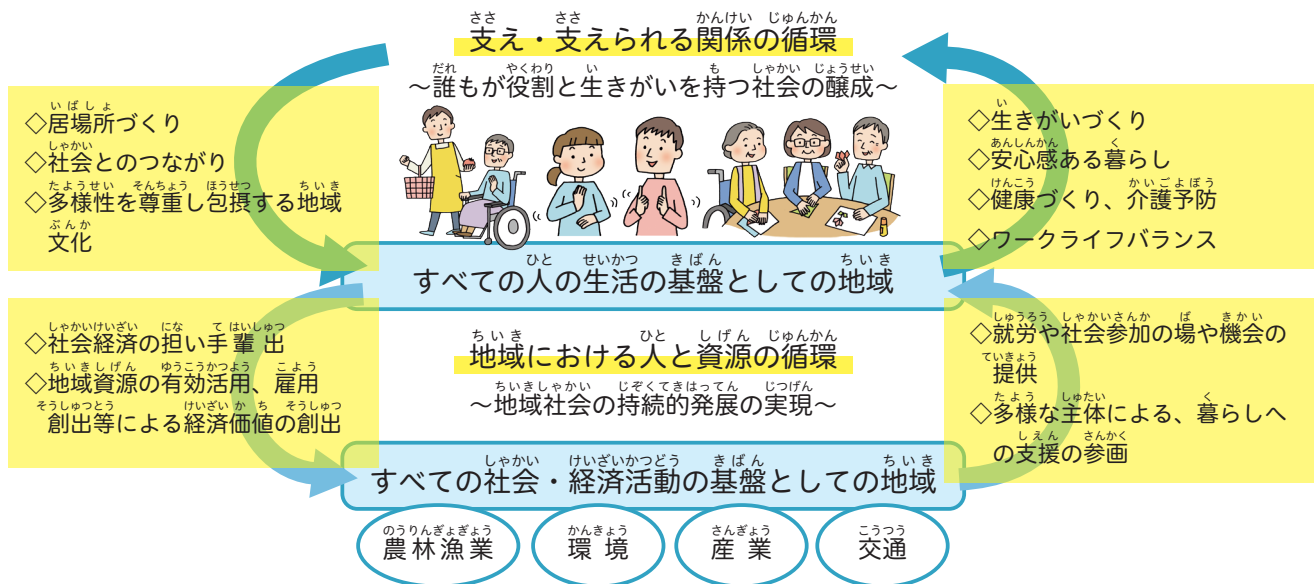 支え・支えられる関係の循環
～誰もが役割と生きがいを持つ社会の醸成～
◇居場所づくり
◇社会とのつながり
◇多様性を尊重し包摂する地域
文化
◇生きがいづくり
◇安心感ある暮らし
◇健康づくり、介護予防
◇ワークライフバランス
すべての人の生活の基盤としての地域
◇社会経済の担い手輩出
◇地域資源の有効活用、雇用
創出等による経済価値の創出
地域における人と資源の循環
～地域社会の持続的発展の実現～
◇就労や社会参加の場や機会の
提供
◇多様な主体による、暮らしへ
の支援の参画
すべての社会・経済活動の基盤としての地域
農林漁業
環境
産業
交通